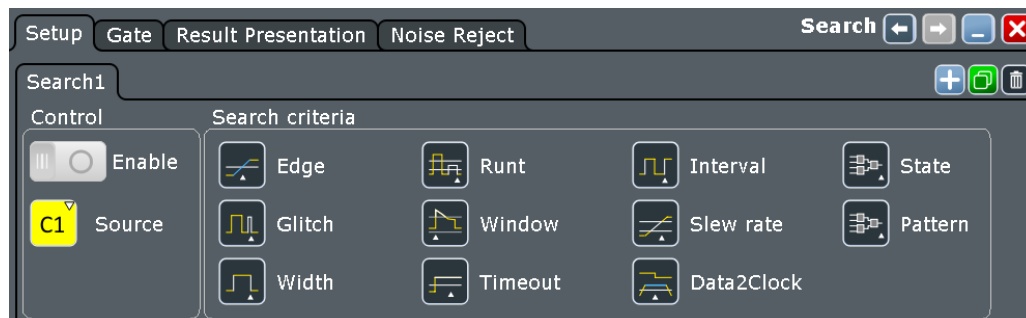 Setup Gate Result Presentation Noise Reject Search
Search1
Control Search criteria
Enable Edge Runt Interval State
C1 Source Glitch Window Slew rate Pattern
Width Timeout Data2Clock